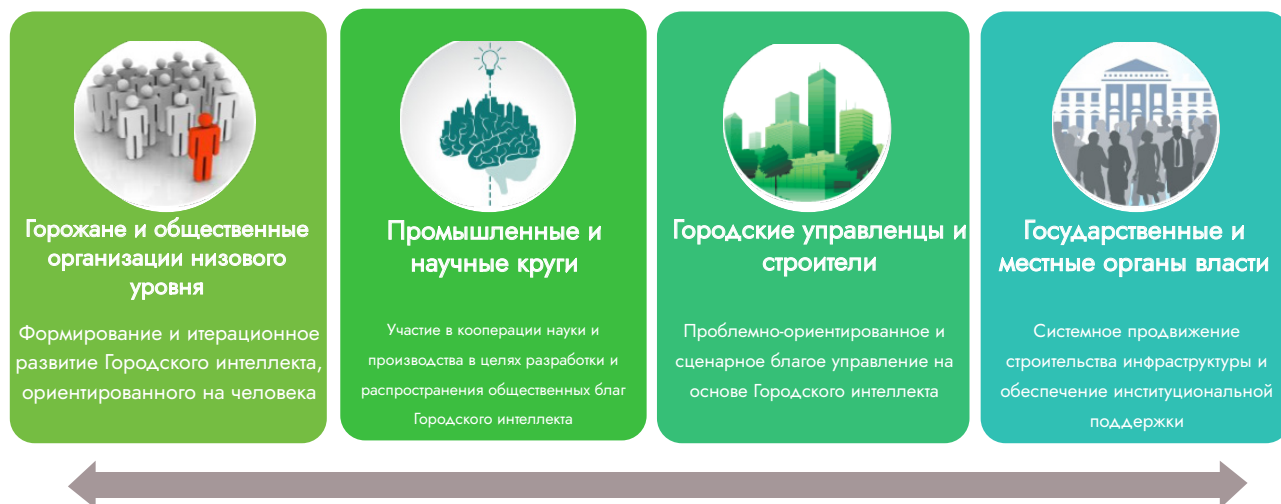 Горожане и общественные
организации низового
уровня
Формирование и итерационное
развитие Городского интеллекта,
ориентированного на человека
Промышленные и
научные круги
Участие в кооперации науки и
производства в целях разработки и
распространения общественных благ
Городского интеллекта
Городские управленцы и
строители
Проблемно-ориентированное и
сценарное благое управление на
основе Городского интеллекта
Государственные и
местные органы власти
Системное продвижение
строительства инфраструктуры и
обеспечение институциональной
поддержки